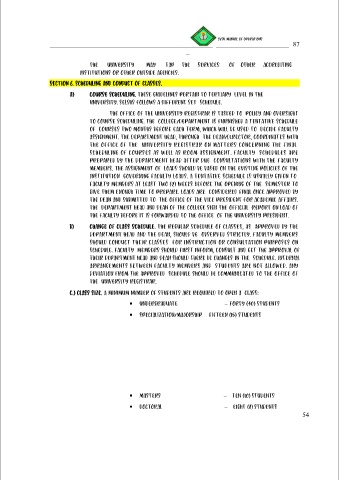 87
THE UNIVERSITY MAY TAP THE SERVICES OF OTHER ACCREDITING
INSTITUTIONS OR OTHER OUTSIDE AGENCIES.
SECTION 6. SCHEDULING AND CONDUCT OF CLASSES.
A) COURSE SCHEDULING. THESE GUIDELINES PERTAIN TO TERTIARY LEVEL IN THE
UNIVERSITY. SLSHS FOLLOWS A DIFFERENT SET SCHEDULE.
THE OFFICE OF THE UNIVERSITY REGISTRAR IS TASKED TO POLICY AND OVERSIGHT
TO COURSE SCHEDULING. THE COLLEGE/DEPARTMENT IS FURNISHED A TENTATIVE SCHEDULE
OF COURSES TWO MONTHS BEFORE EACH TERM, WHICH WILL BE USED TO DECIDE FACULTY
ASSIGNMENT. THE DEPARTMENT HEAD, THROUGH THE DEAN/DIRECTOR, COORDINATES WITH
THE OFFICE OF THE UNIVERSITY REGISTRAR ON MATTERS CONCERNING THE FINAL
SCHEDULING OF COURSES AS WELL AS ROOM ASSIGNMENT. FACULTY SCHEDULES ARE
PREPARED BY THE DEPARTMENT HEAD AFTER DUE CONSULTATIONS WITH THE FACULTY
MEMBERS. THE ASSIGNMENT OF LOADS SHOULD BE BASED ON THE EXISTING POLICIES OF THE
INSTITUTION GOVERNING FACULTY LOADS. A TENTATIVE SCHEDULE IS USUALLY GIVEN TO
FACULTY MEMBERS AT LEAST TWO (2) WEEKS BEFORE THE OPENING OF THE SEMESTER TO
GIVE THEM ENOUGH TIME TO PREPARE. LOADS ARE CONSIDERED FINAL ONCE APPROVED BY
THE DEAN AND SUBMITTED TO THE OFFICE OF THE VICE PRESIDENT FOR ACADEMIC AFFAIRS.
THE DEPARTMENT HEAD AND DEAN OF THE COLLEGE SIGN THE OFFICIAL REPORT ON LOAD OF
THE FACULTY BEFORE IT IS FORWARDED TO THE OFFICE OF THE UNIVERSITY PRESIDENT.
B) CHANGE OF CLASS SCHEDULE. THE REGULAR SCHEDULE OF CLASSES, AS APPROVED BY THE
DEPARTMENT HEAD AND THE DEAN, SHOULD BE OBSERVED STRICTLY. FACULTY MEMBERS
SHOULD CONDUCT THEIR CLASSES FOR INSTRUCTION OR CONSULTATION PURPOSES ON
SCHEDULE. FACULTY MEMBERS SHOULD FIRST INFORM, CONSULT AND GET THE APPROVAL OF
THEIR DEPARTMENT HEAD AND DEAN SHOULD THERE BE CHANGES IN THE SCHEDULE. INTERNAL
ARRANGEMENTS BETWEEN FACULTY MEMBERS AND STUDENTS ARE NOT ALLOWED. ANY
DEVIATION FROM THE APPROVED SCHEDULE SHOULD BE COMMUNICATED TO THE OFFICE OF
THE UNIVERSITY REGISTRAR.
C.) CLASS SIZE. A MINIMUM NUMBER OF STUDENTS ARE REQUIRED TO OPEN A CLASS:
• UNDERGRADUATE – FORTY (40) STUDENTS
• SPECIALIZATION/MAJORSHIP FIFTEEN (15) STUDENTS
• MASTERS – TEN (10) STUDENTS
• DOCTORAL – EIGHT (8) STUDENTS
54